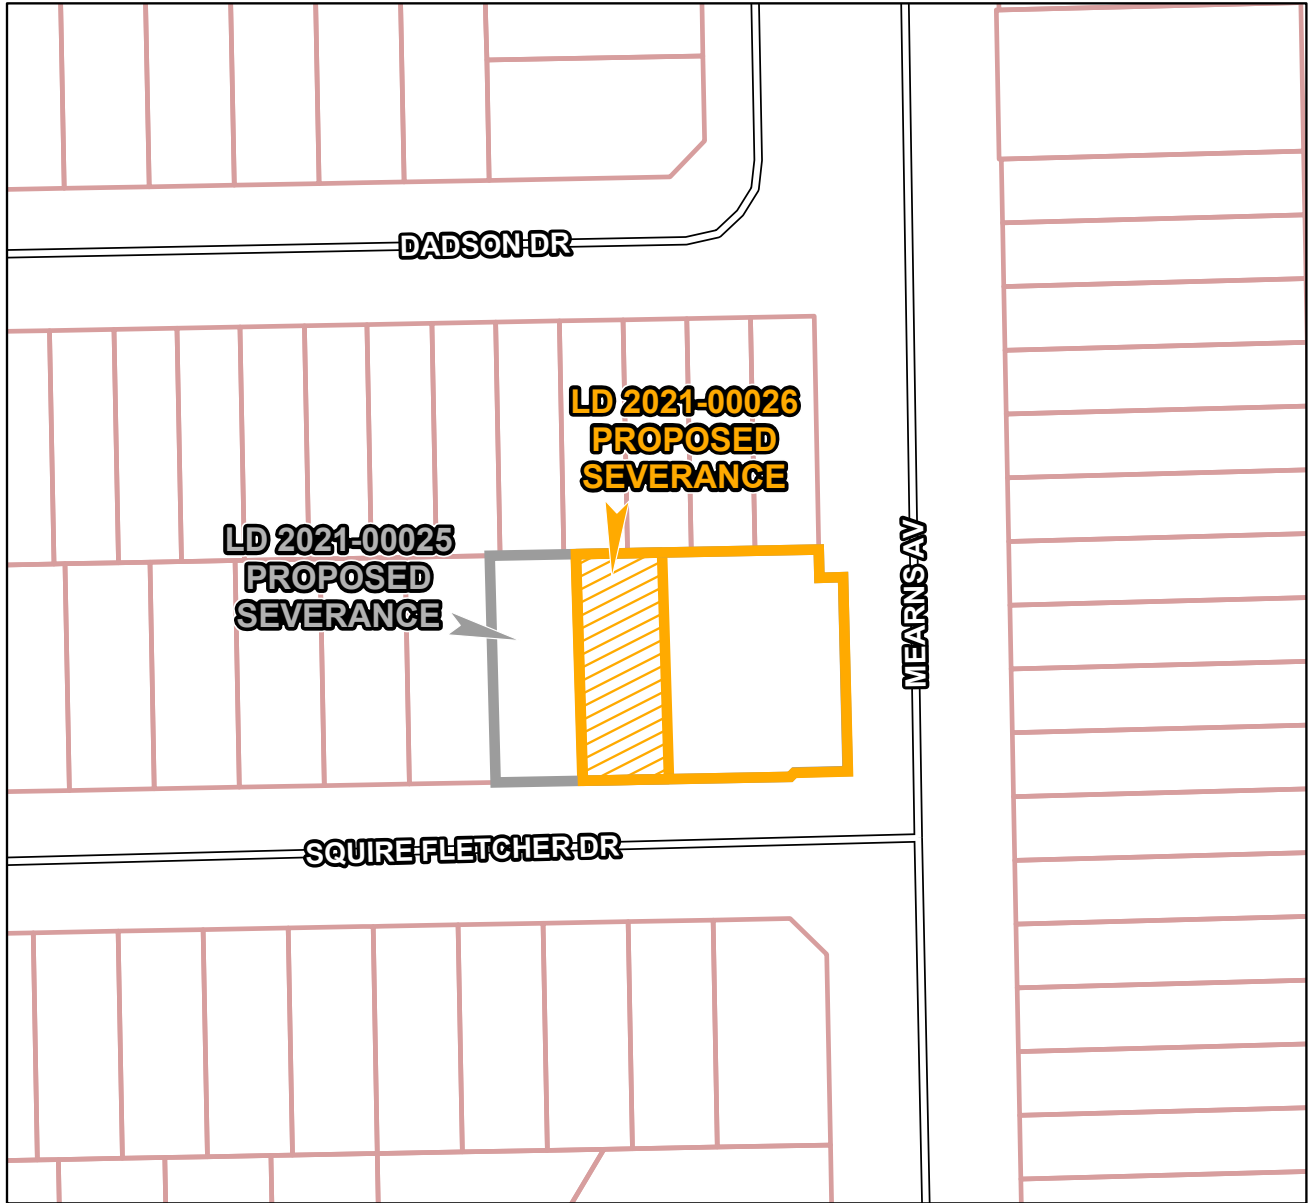 DADSON DR
LD 2021-00026
PROPOSED
SEVERANCE
LD 2021-00025
PROPOSED
SEVERANCE
MEARNS AV
SQUIRE FLETCHER DR